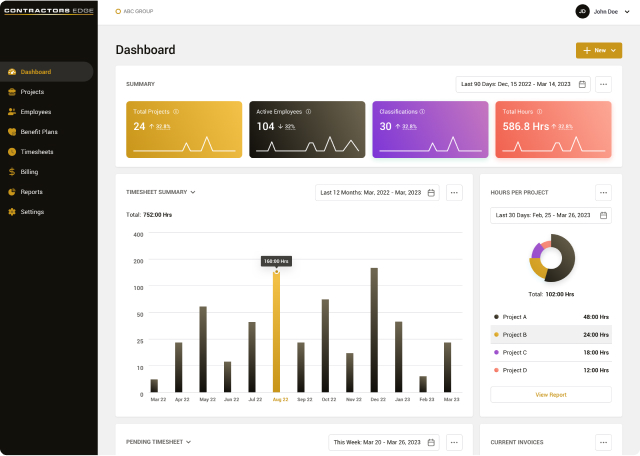 CONTRACTORS EDGE
ABC GROUP
JD
John Doe
Dashboard
Projects
Employees
Benefit Plans
Timesheets
Billing
Reports
Settings
Dashboard
+ New
SUMMARY
Last 90 Days: Dec, 15 2022 - Mar 14, 2023
Total Projects
24 ↑ 32.8%
Active Employees
104 ↓ 32%
Classifications
30 ↑ 32.8%
Total Hours
586.8 Hrs ↑ 32.8%
TIMESHEET SUMMARY
Last 12 Months: Mar, 2022 - Mar, 2023
Total: 752:00 Hrs
400
200
100
50
25
10
0
160:00 Hrs
Mar 22 Apr 22 May 22 Jun 22 Jul 22 Aug 22 Sep 22 Oct 22 Nov 22 Dec 22 Jan 23 Feb 23 Mar 23
HOURS PER PROJECT
Last 30 Days: Feb, 25 - Mar 26, 2023
Total: 102:00 Hrs
Project A 48:00 Hrs
Project B 24:00 Hrs
Project C 18:00 Hrs
Project D 12:00 Hrs
View Report
PENDING TIMESHEET
This Week: Mar 20 - Mar 26, 2023
CURRENT INVOICES